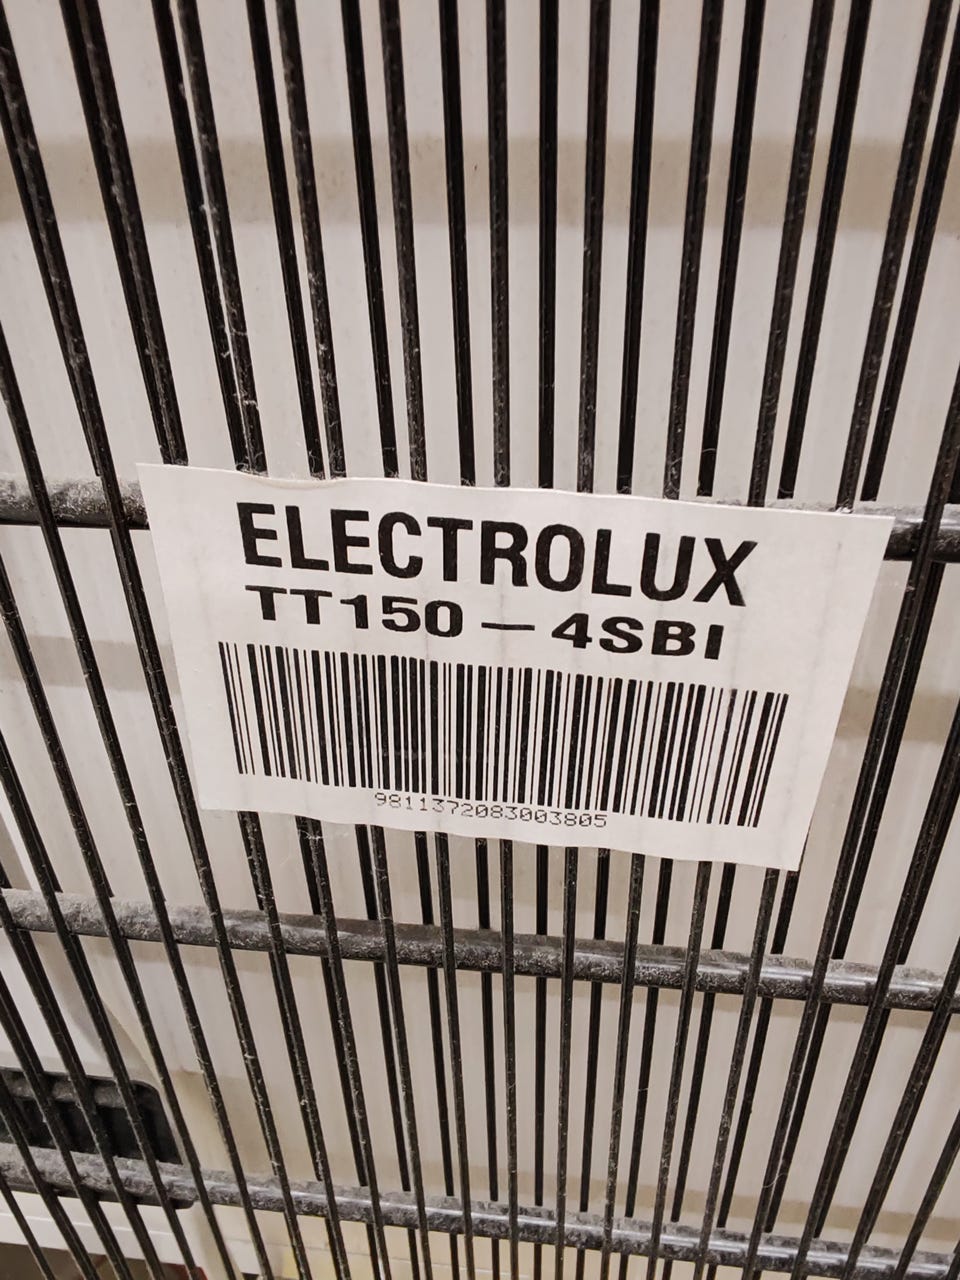 ELECTROLUX
TT150 — 4SBI
9811372083003805